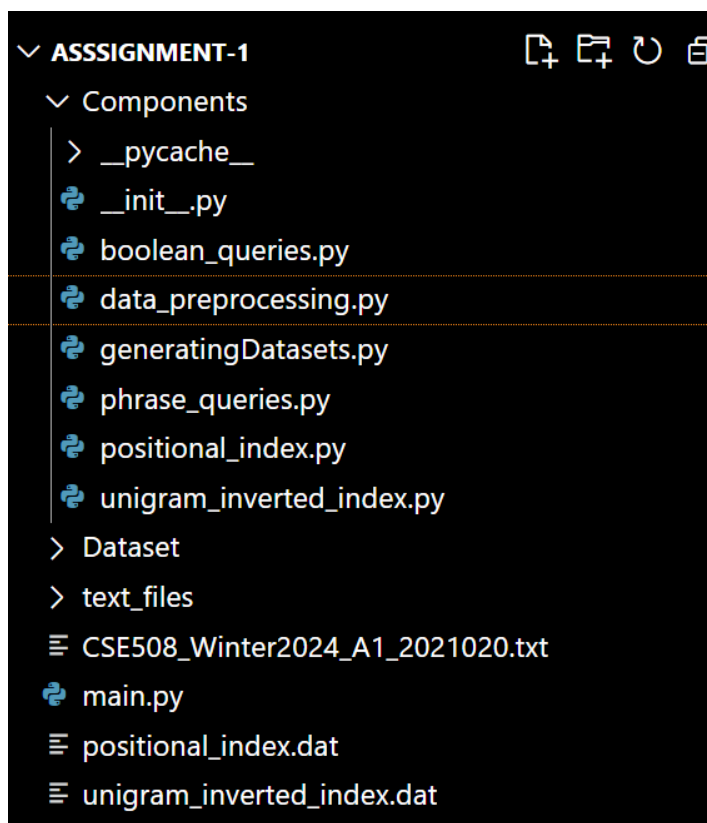 ASSSIGNMENT-1
Components
__pycache__
__init__.py
boolean_queries.py
data_preprocessing.py
generatingDatasets.py
phrase_queries.py
positional_index.py
unigram_inverted_index.py
Dataset
text_files
CSE508_Winter2024_A1_2021020.txt
main.py
positional_index.dat
unigram_inverted_index.dat